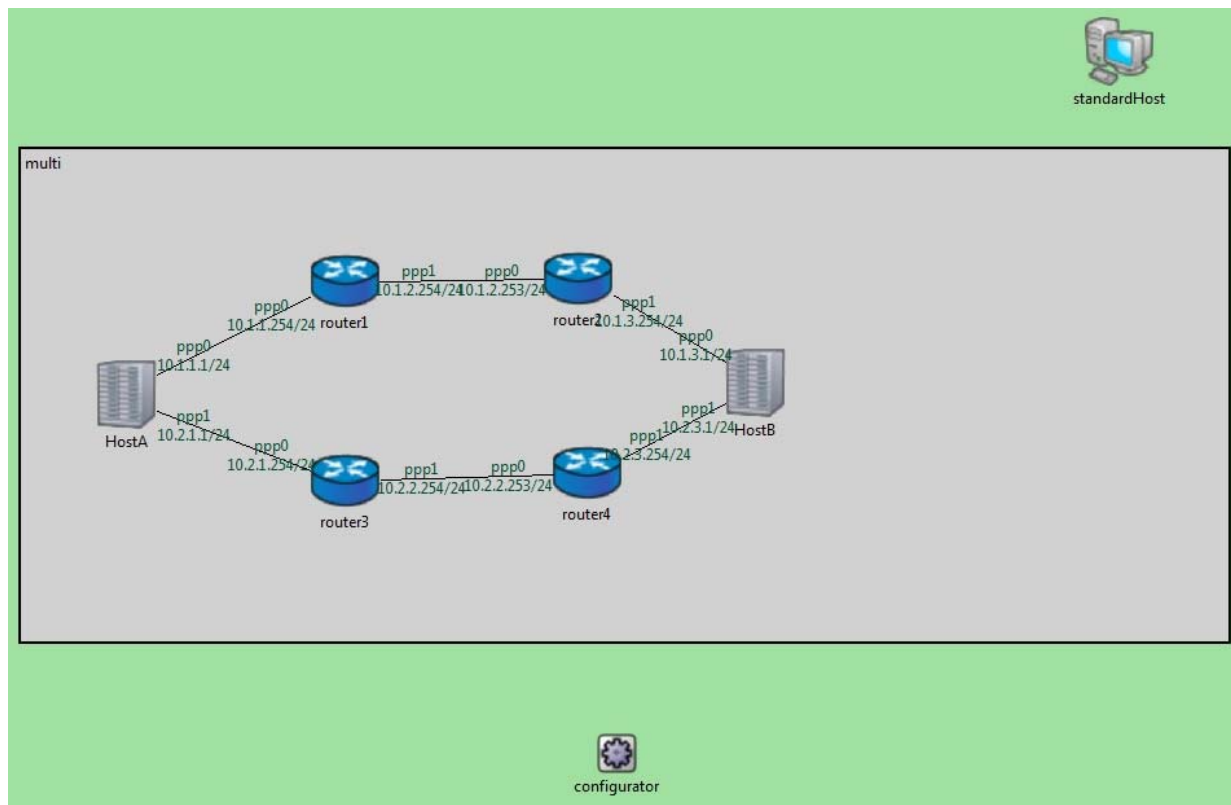 standardHost
multi
ppp1 ppp0
10.1.2.254/24 10.1.2.253/24
router1
router2
ppp0
10.1.1.254/24
ppp1
10.1.3.254/24
ppp0
10.1.1.1/24
ppp0
10.1.3.1/24
HostA
ppp1
10.2.1.1/24
ppp1
10.2.3.1/24
HostB
ppp0
10.2.1.254/24
ppp1
10.2.3.254/24
ppp1 ppp0
10.2.2.254/24 10.2.2.253/24
router3
router4
configurator